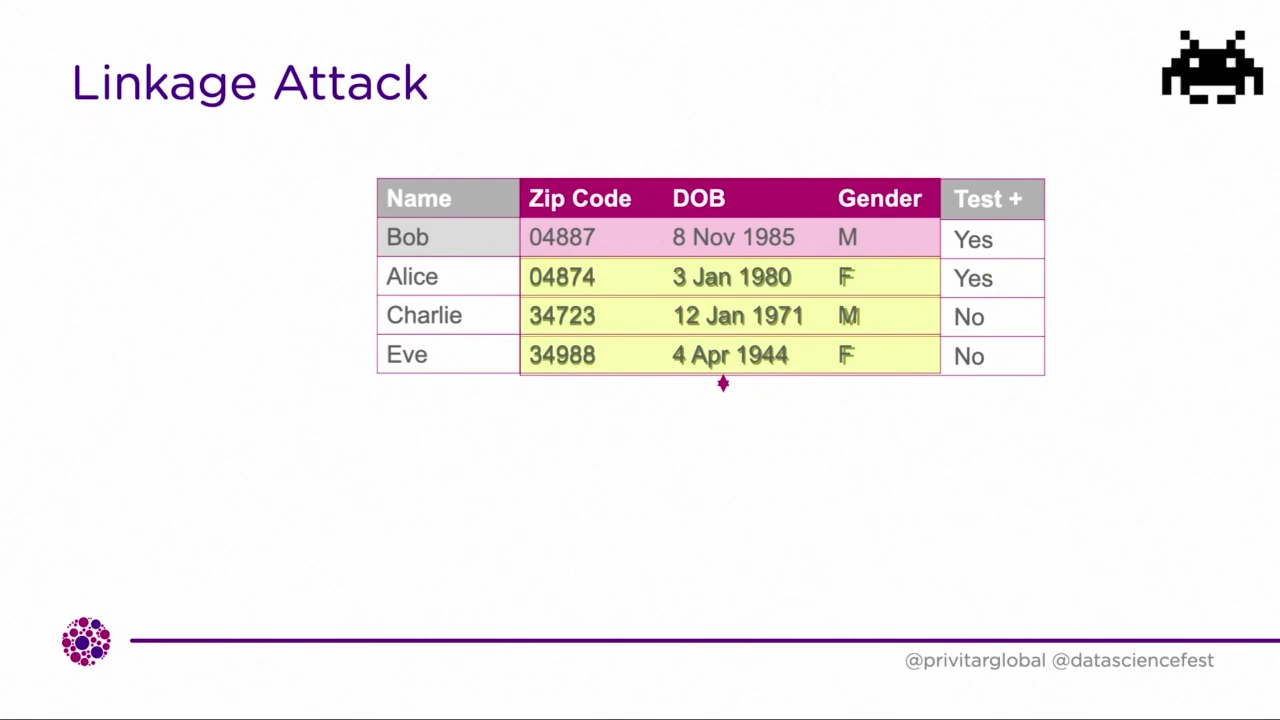 Linkage Attack
Name Zip Code DOB Gender Test +
Bob 04887 8 Nov 1985 M Yes
Alice 04874 3 Jan 1980 F Yes
Charlie 34723 12 Jan 1971 M No
Eve 34988 4 Apr 1944 F No
@privitarglobal @datasciencefest